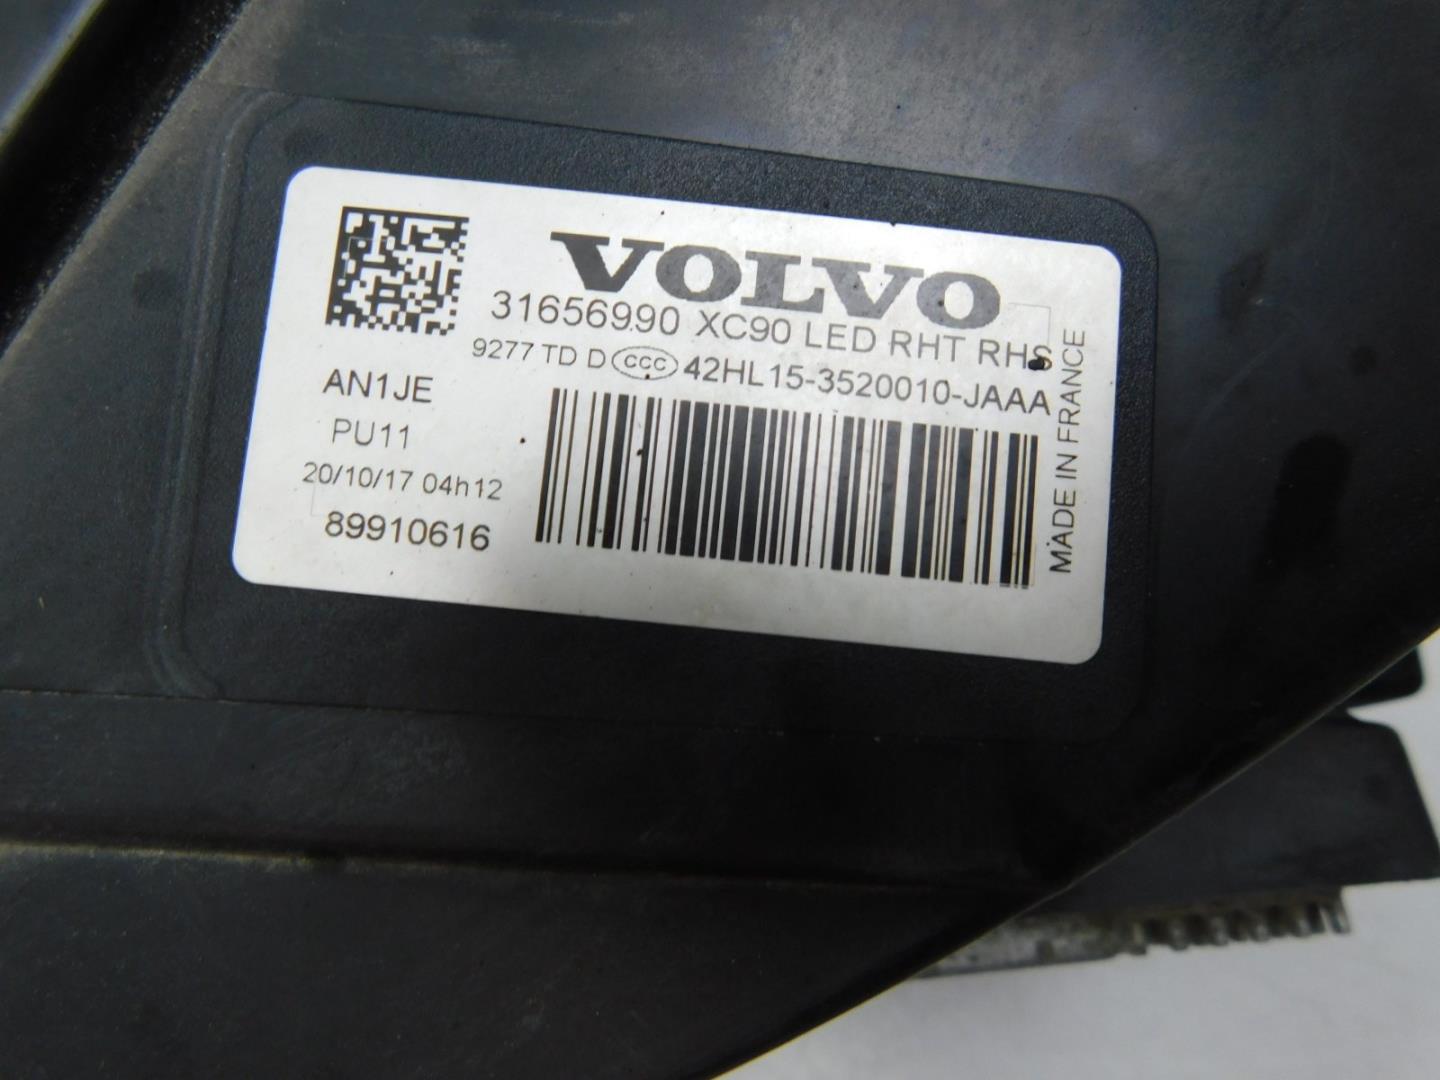 VOLVO
31656990 XC90 LED RHT RHS
9277 TD D CCC 42HL15-3520010-JAAA
AN1JE
PU11
20/10/17 04h12
89910616
MADE IN FRANCE